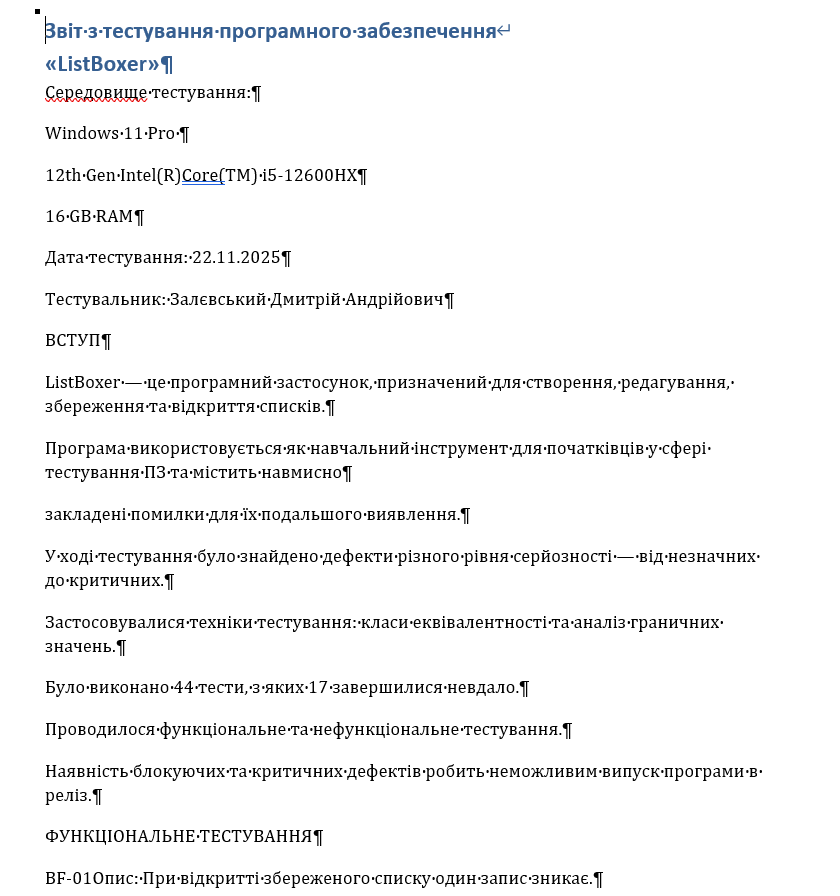 Звіт з тестування програмного забезпечення
«ListBoxer»
Середовище тестування:
Windows 11 Pro
12th Gen Intel(R)Core(TM) i5-12600HX
16 GB RAM
Дата тестування: 22.11.2025
Тестувальник: Залєвський Дмитрій Андрійович
ВСТУП
ListBoxer — це програмний застосунок, призначений для створення, редагування,
збереження та відкриття списків.
Програма використовується як навчальний інструмент для початківців у сфері
тестування ПЗ та містить навмисно
закладені помилки для їх подальшого виявлення.
У ході тестування було знайдено дефекти різного рівня серйозності — від незначних
до критичних.
Застосовувалися техніки тестування: класи еквівалентності та аналіз граничних
значень.
Було виконано 44 тести, з яких 17 завершилися невдало.
Проводилося функціональне та нефункціональне тестування.
Наявність блокуючих та критичних дефектів робить неможливим випуск програми в
реліз.
ФУНКЦІОНАЛЬНЕ ТЕСТУВАННЯ
BF-01Опис: При відкритті збереженого списку один запис зникає.